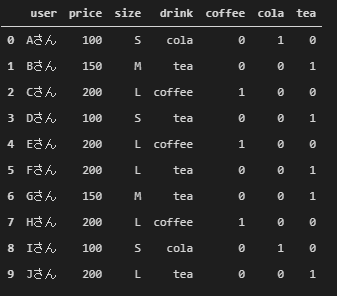 user price size drink coffee cola tea
0 Aさん 100 S cola 0 1 0
1 Bさん 150 M tea 0 0 1
2 Cさん 200 L coffee 1 0 0
3 Dさん 100 S tea 0 0 1
4 Eさん 200 L coffee 1 0 0
5 Fさん 200 L tea 0 0 1
6 Gさん 150 M tea 0 0 1
7 Hさん 200 L coffee 1 0 0
8 Iさん 100 S cola 0 1 0
9 Jさん 200 L tea 0 0 1